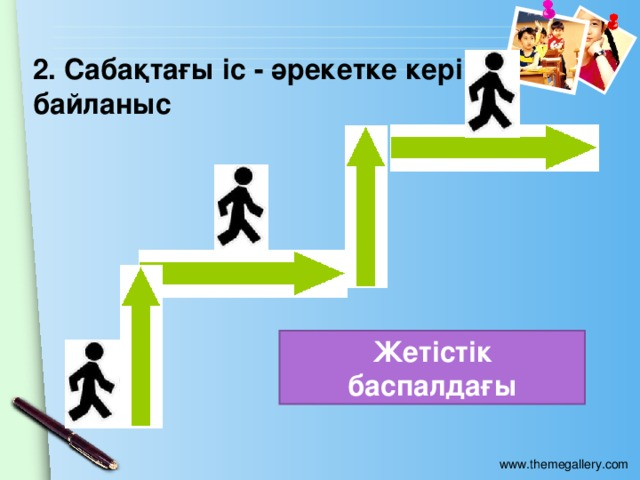 2. Сабақтағы іс - әрекетке кері
байланыс
Жетістік
баспалдағы
www.themegallery.com